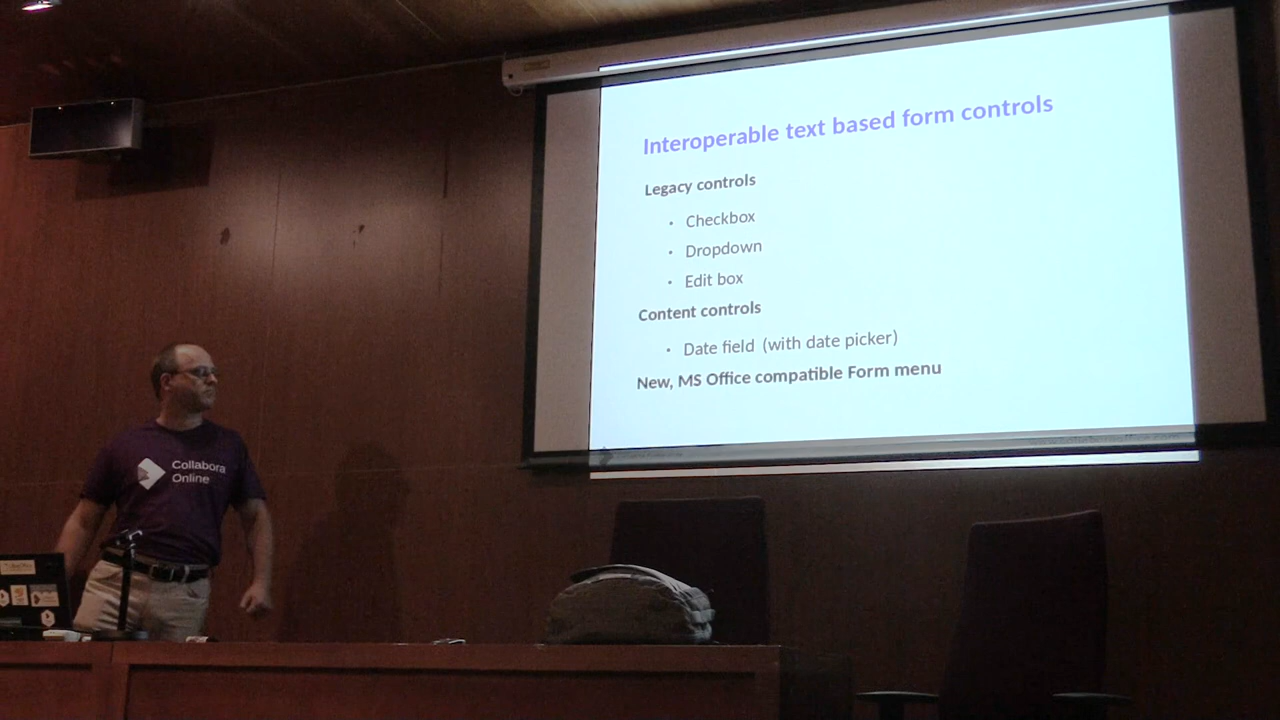 Interoperable text based form controls
Legacy controls
• Checkbox
• Dropdown
• Edit box
Content controls
• Date field (with date picker)
New, MS Office compatible Form menu
Collabora
Online